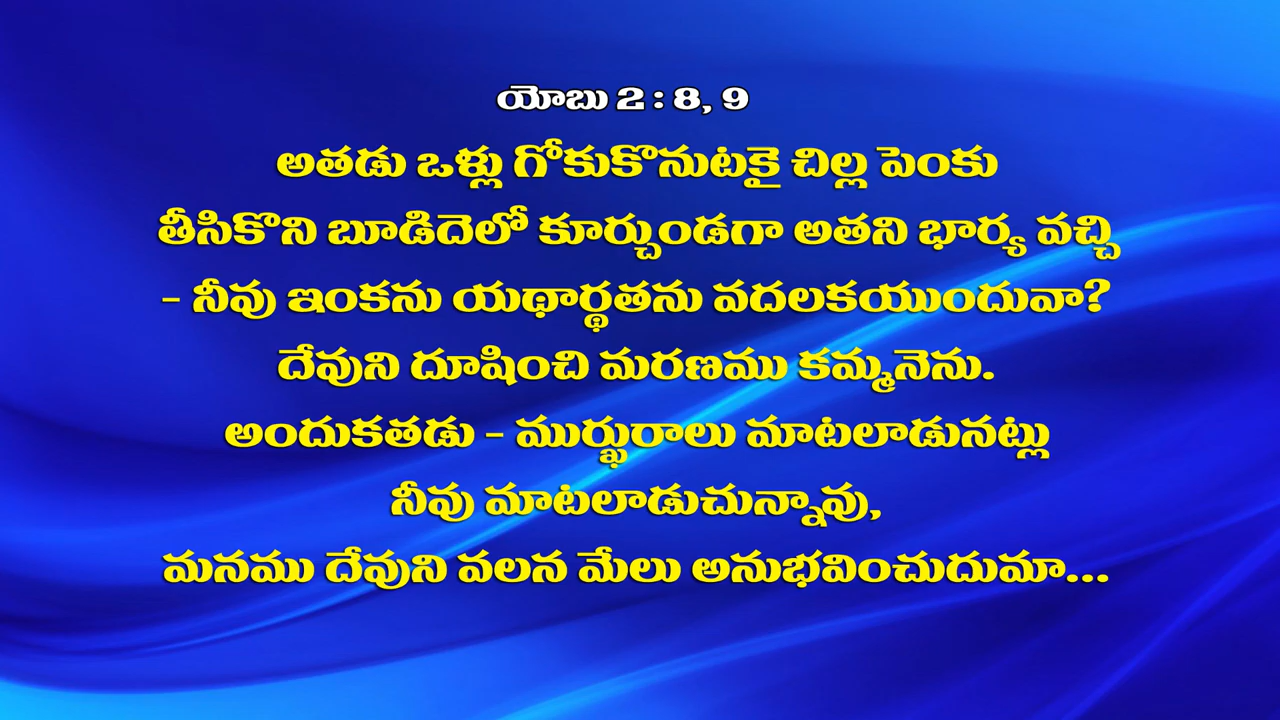 యోబు 2 : 8, 9
అతడు ఒళ్లు గోకుకొనుటకై చిల్ల పెంకు
తీసికొని బూడిదెలో కూర్చుండగా అతని భార్య వచ్చి
- నీవు ఇంకను యథార్థతను వదలకయుందువా?
దేవుని దూషించి మరణము కమ్మనెను.
అందుకతడు - ముర్ఖురాలు మాటలాడునట్లు
నీవు మాటలాడుచున్నావు,
మనము దేవుని వలన మేలు అనుభవించుదుమా...